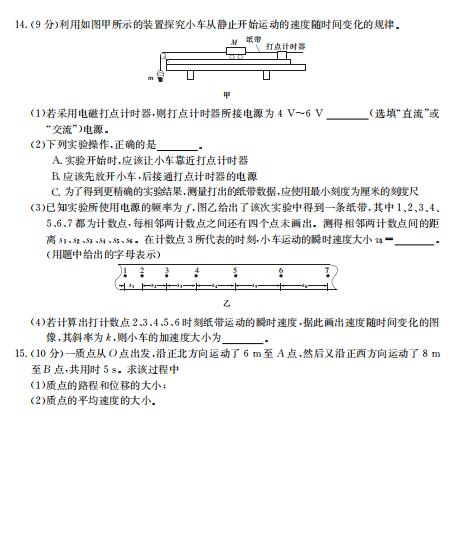 14.(9 分)利用如图甲所示的装置探究小车从静止开始运动的速度随时间变化的规律。
M 纸带 打点计时器
m
甲
(1)若采用电磁打点计时器,则打点计时器所接电源为 4 V～6 V ______(选填“直流”或
“交流”)电源。
(2)下列实验操作,正确的是______。
A. 实验开始时,应该让小车靠近打点计时器
B. 应该先放开小车,后接通打点计时器的电源
C. 为了得到更精确的实验结果,测量打出的纸带数据,应使用最小刻度为厘米的刻度尺
(3)已知实验所使用电源的频率为 f,图乙给出了该次实验中得到一条纸带,其中 1、2、3、4、
5、6、7 都为计数点,每相邻两计数点之间还有四个点未画出。测得相邻两计数点间的距
离 s₁、s₂、s₃、s₄、s₅、s₆。在计数点 3 所代表的时刻,小车运动的瞬时速度大小 v₃=______。
(用题中给出的字母表示)
1 2 3 4 5 6 7
s₁ s₂ s₃ s₄ s₅ s₆
乙
(4)若计算出打计数点 2、3、4、5、6 时刻纸带运动的瞬时速度,据此画出速度随时间变化的图
像,其斜率为 k,则小车的加速度大小为______。
15.(10 分)一质点从 O 点出发,沿正北方向运动了 6 m 至 A 点,然后又沿正西方向运动了 8 m
至 B 点,共用时 5 s。求该过程中
(1)质点的路程和位移的大小;
(2)质点的平均速度的大小。